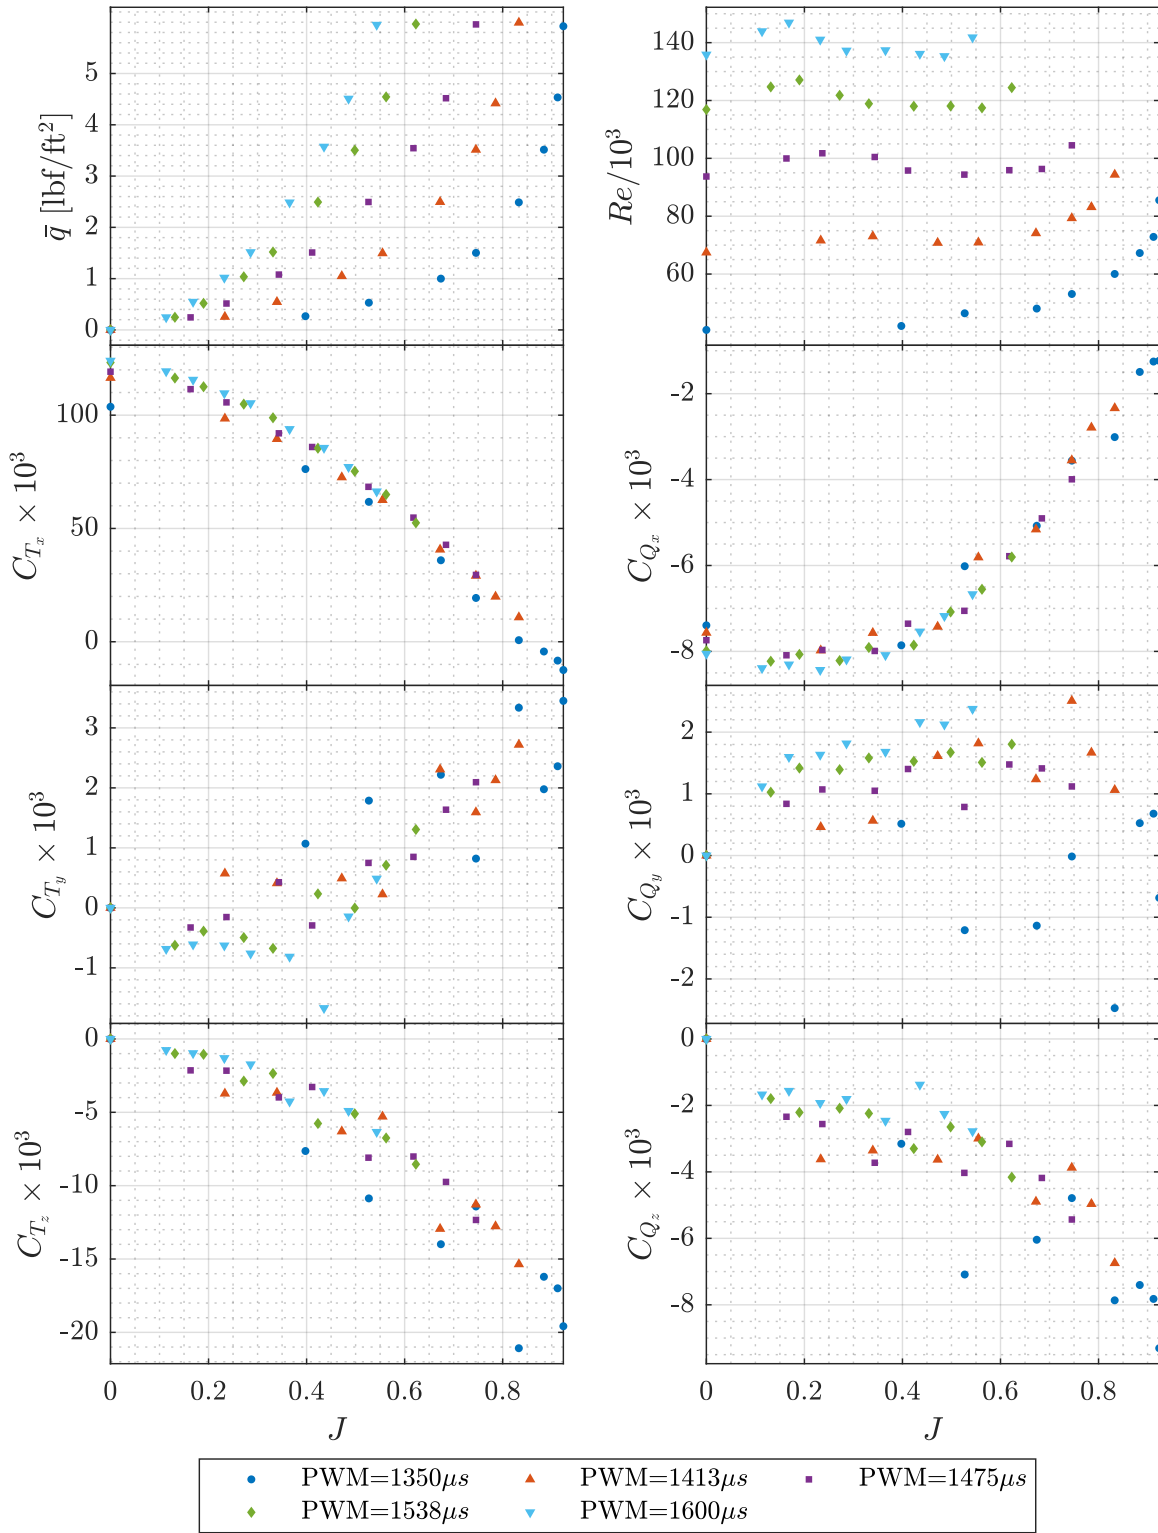 q̄ [lbf/ft²]
5
4
3
2
1
0
Re/10³
140
120
100
80
60
C_{T_x} × 10³
100
50
0
C_{Q_x} × 10³
-2
-4
-6
-8
C_{T_y} × 10³
3
2
1
0
-1
C_{Q_y} × 10³
2
1
0
-1
-2
C_{T_z} × 10³
0
-5
-10
-15
-20
0 0.2 0.4 0.6 0.8
J
C_{Q_z} × 10³
0
-2
-4
-6
-8
0 0.2 0.4 0.6 0.8
J
PWM=1350μs PWM=1413μs PWM=1475μs
PWM=1538μs PWM=1600μs